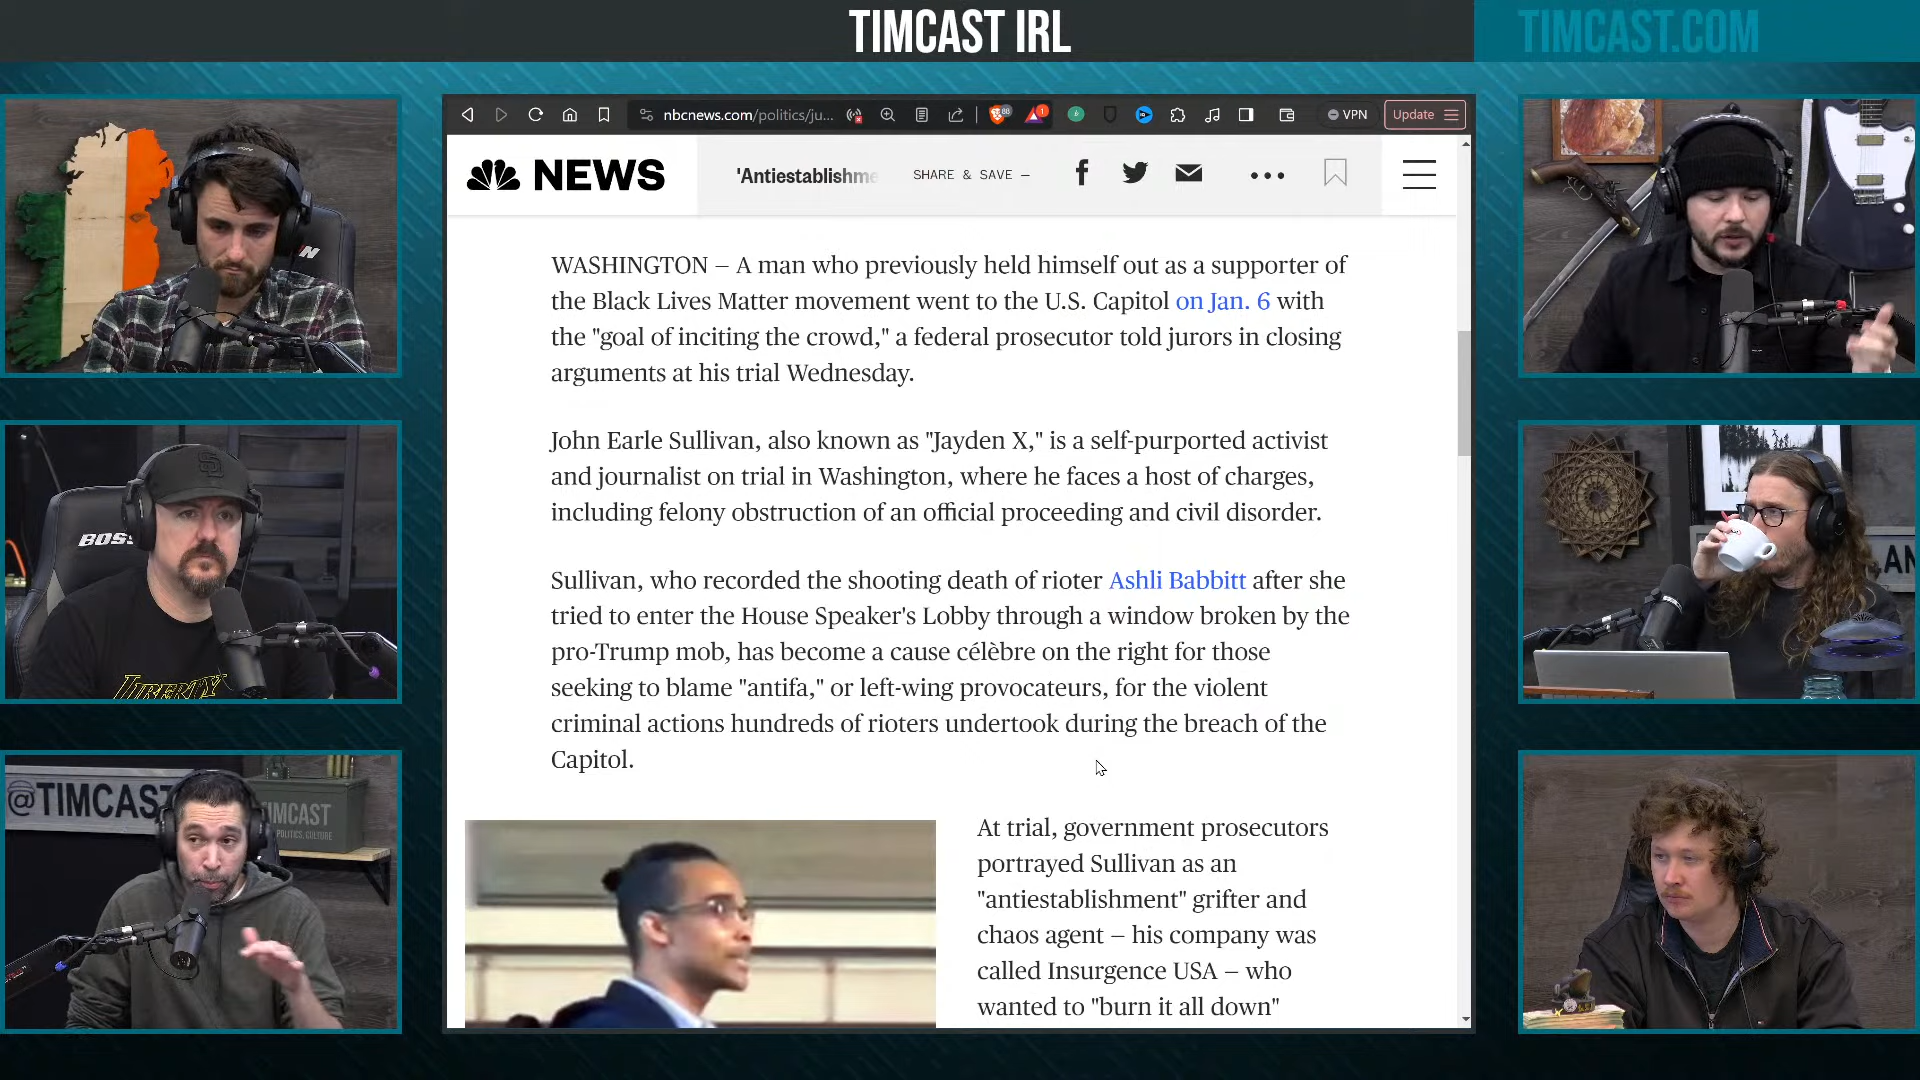 TIMCAST IRL
TIMCAST.COM
nbcnews.com/politics/ju...
88
1
VPN
Update
NEWS
'Antiestablishme
SHARE & SAVE —
WASHINGTON — A man who previously held himself out as a supporter of
the Black Lives Matter movement went to the U.S. Capitol on Jan. 6 with
the "goal of inciting the crowd," a federal prosecutor told jurors in closing
arguments at his trial Wednesday.
John Earle Sullivan, also known as "Jayden X," is a self-purported activist
and journalist on trial in Washington, where he faces a host of charges,
including felony obstruction of an official proceeding and civil disorder.
Sullivan, who recorded the shooting death of rioter Ashli Babbitt after she
tried to enter the House Speaker's Lobby through a window broken by the
pro-Trump mob, has become a cause célèbre on the right for those
seeking to blame "antifa," or left-wing provocateurs, for the violent
criminal actions hundreds of rioters undertook during the breach of the
Capitol.
At trial, government prosecutors
portrayed Sullivan as an
"antiestablishment" grifter and
chaos agent — his company was
called Insurgence USA — who
wanted to "burn it all down"
BOSS
SD
LIBERTY
@TIMCAST
TIMCAST
POLITICS, CULTURE
AN